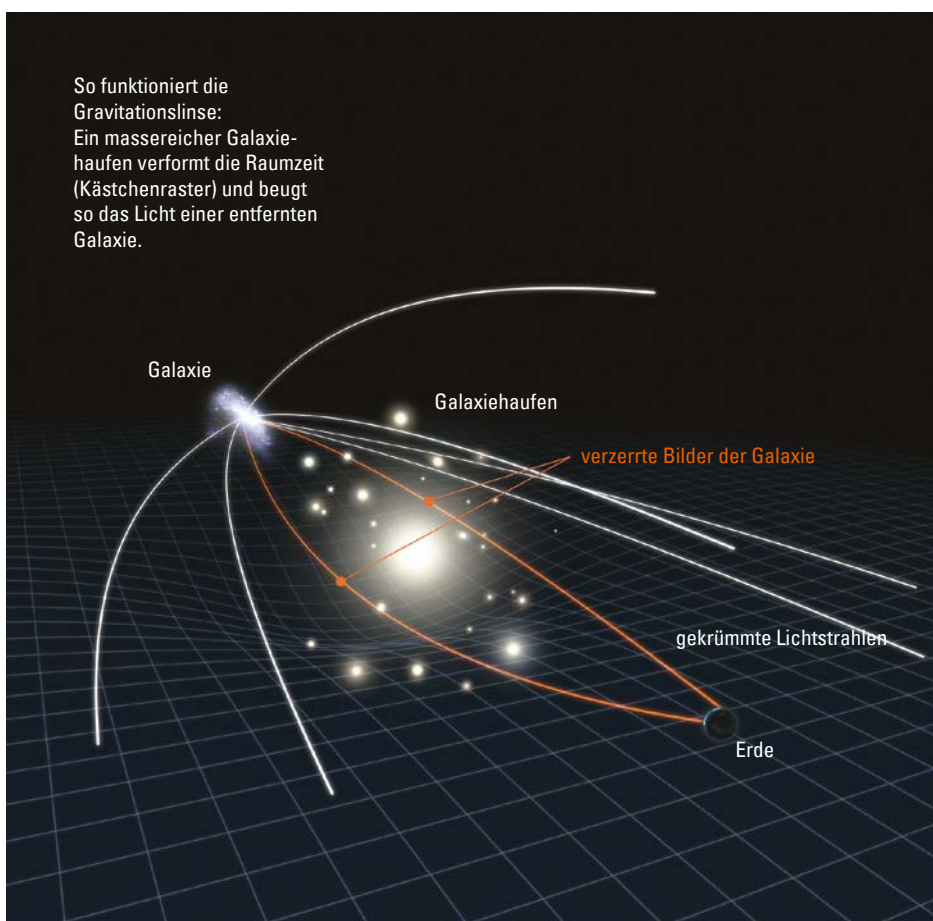 So funktioniert die
Gravitationslinse:
Ein massereicher Galaxie-
haufen verformt die Raumzeit
(Kästchenraster) und beugt
so das Licht einer entfernten
Galaxie.
Galaxie
Galaxiehaufen
verzerrte Bilder der Galaxie
gekrümmte Lichtstrahlen
Erde